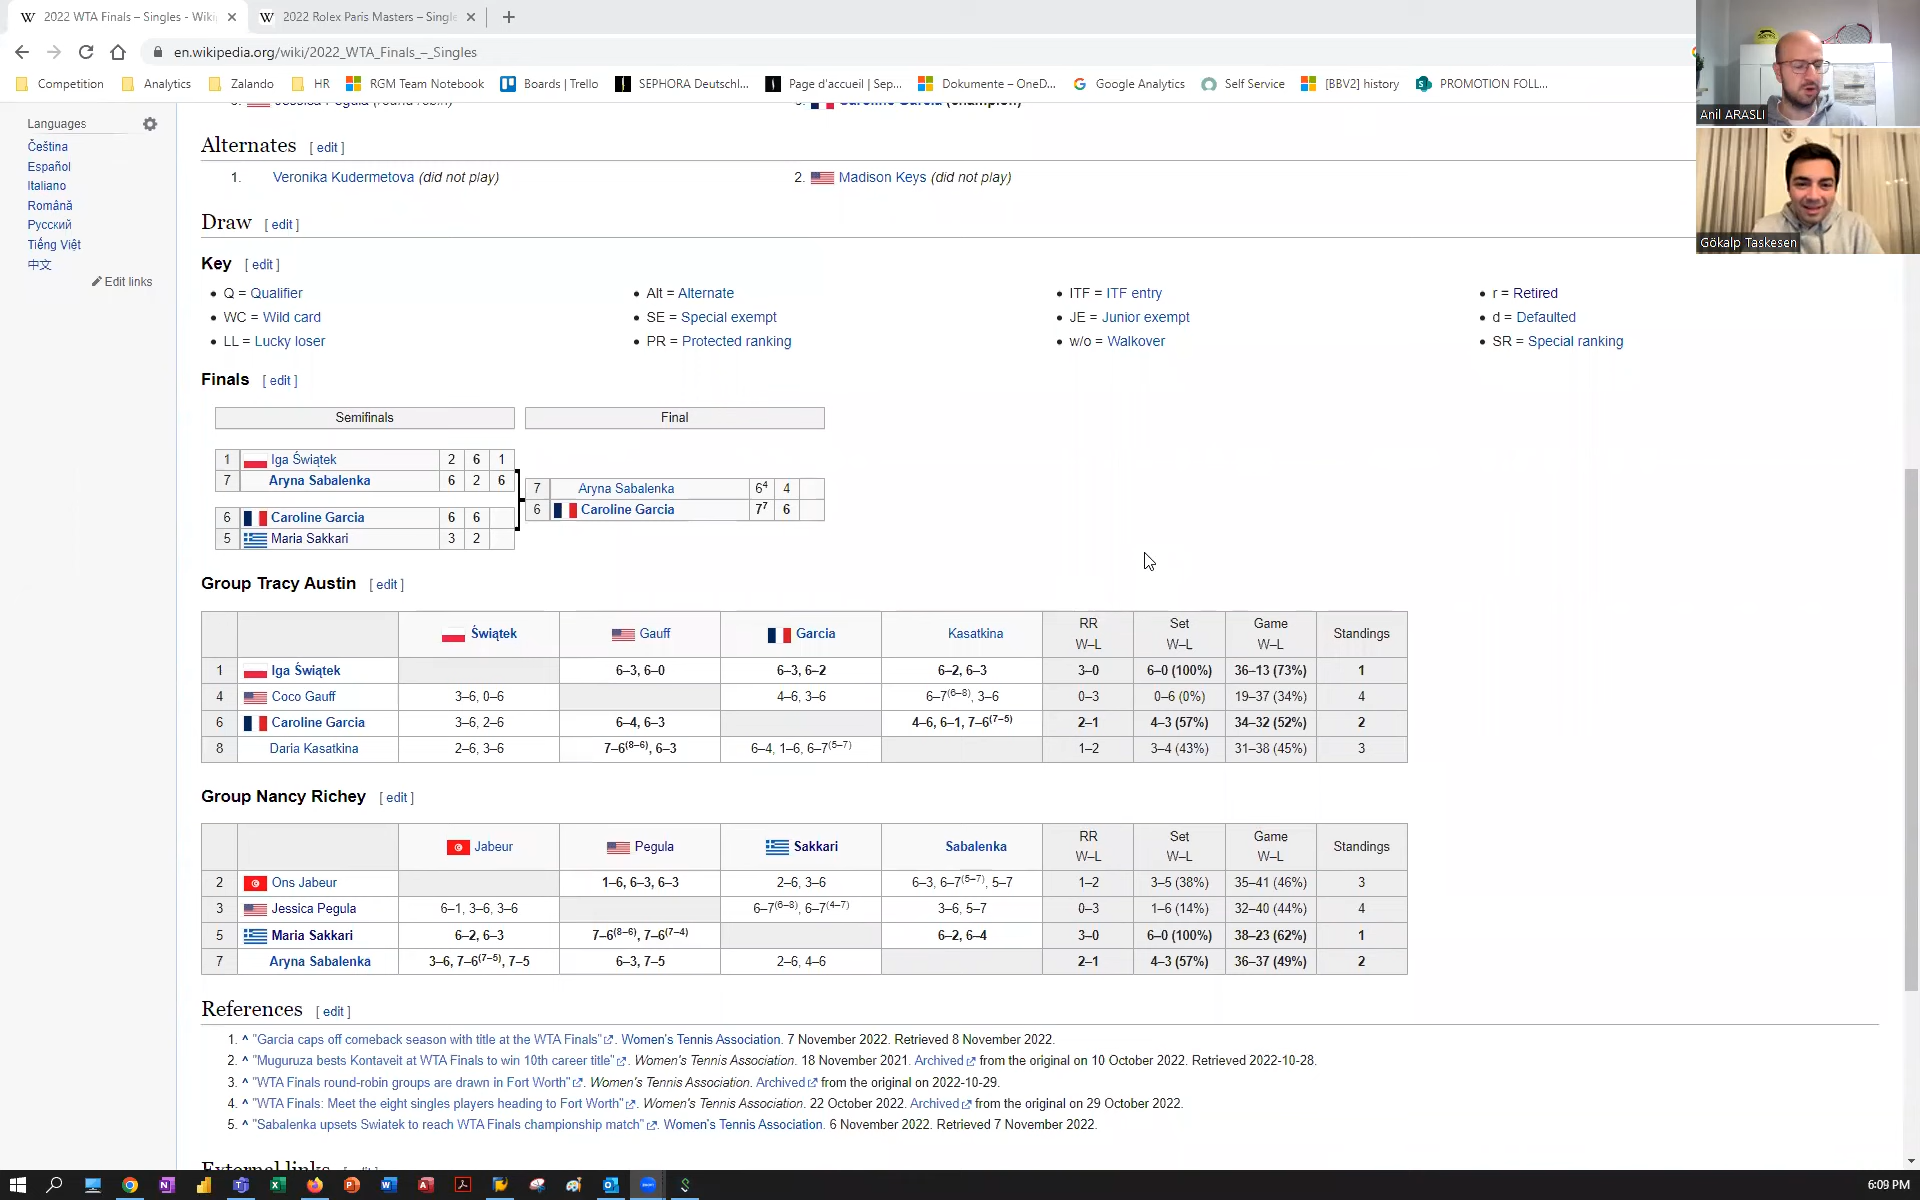 2022 WTA Finals – Singles - Wiki
2022 Rolex Paris Masters – Single
en.wikipedia.org/wiki/2022_WTA_Finals_–_Singles
Competition Analytics Zalando HR RGM Team Notebook Boards | Trello SEPHORA Deutschl... Page d'accueil | Sep... Dokumente – OneD... Google Analytics Self Service [BBV2] history PROMOTION FOLL...
Anil ARASLI
Gökalp Taskesen
Languages
Čeština
Español
Italiano
Română
Русский
Tiếng Việt
中文
Edit links
3. Jessica Pegula (round robin) Caroline Garcia (champion)
Alternates [ edit ]
1. Veronika Kudermetova (did not play) 2. Madison Keys (did not play)
Draw [ edit ]
Key [ edit ]
Q = Qualifier Alt = Alternate ITF = ITF entry r = Retired
WC = Wild card SE = Special exempt JE = Junior exempt d = Defaulted
LL = Lucky loser PR = Protected ranking w/o = Walkover SR = Special ranking
Finals [ edit ]
Semifinals Final
1 Iga Świątek 2 6 1
7 Aryna Sabalenka 6 2 6
7 Aryna Sabalenka 6⁴ 4
6 Caroline Garcia 7⁷ 6
6 Caroline Garcia 6 6
5 Maria Sakkari 3 2
Group Tracy Austin [ edit ]
Świątek Gauff Garcia Kasatkina RR W–L Set W–L Game W–L Standings
1 Iga Świątek 6–3, 6–0 6–3, 6–2 6–2, 6–3 3–0 6–0 (100%) 36–13 (73%) 1
4 Coco Gauff 3–6, 0–6 4–6, 3–6 6–7(6–8), 3–6 0–3 0–6 (0%) 19–37 (34%) 4
6 Caroline Garcia 3–6, 2–6 6–4, 6–3 4–6, 6–1, 7–6(7–5) 2–1 4–3 (57%) 34–32 (52%) 2
8 Daria Kasatkina 2–6, 3–6 7–6(8–6), 6–3 6–4, 1–6, 6–7(5–7) 1–2 3–4 (43%) 31–38 (45%) 3
Group Nancy Richey [ edit ]
Jabeur Pegula Sakkari Sabalenka RR W–L Set W–L Game W–L Standings
2 Ons Jabeur 1–6, 6–3, 6–3 2–6, 3–6 6–3, 6–7(5–7), 5–7 1–2 3–5 (38%) 35–41 (46%) 3
3 Jessica Pegula 6–1, 3–6, 3–6 6–7(6–8), 6–7(4–7) 3–6, 5–7 0–3 1–6 (14%) 32–40 (44%) 4
5 Maria Sakkari 6–2, 6–3 7–6(8–6), 7–6(7–4) 6–2, 6–4 3–0 6–0 (100%) 38–23 (62%) 1
7 Aryna Sabalenka 3–6, 7–6(7–5), 7–5 6–3, 7–5 2–6, 4–6 2–1 4–3 (57%) 36–37 (49%) 2
References [ edit ]
1. ^ "Garcia caps off comeback season with title at the WTA Finals". Women's Tennis Association. 7 November 2022. Retrieved 8 November 2022.
2. ^ "Muguruza bests Kontaveit at WTA Finals to win 10th career title". Women's Tennis Association. 18 November 2021. Archived from the original on 10 October 2022. Retrieved 2022-10-28.
3. ^ "WTA Finals round-robin groups are drawn in Fort Worth". Women's Tennis Association. Archived from the original on 2022-10-29.
4. ^ "WTA Finals: Meet the eight singles players heading to Fort Worth". Women's Tennis Association. 22 October 2022. Archived from the original on 29 October 2022.
5. ^ "Sabalenka upsets Swiatek to reach WTA Finals championship match". Women's Tennis Association. 6 November 2022. Retrieved 7 November 2022.
External links [ edit ]
6:09 PM